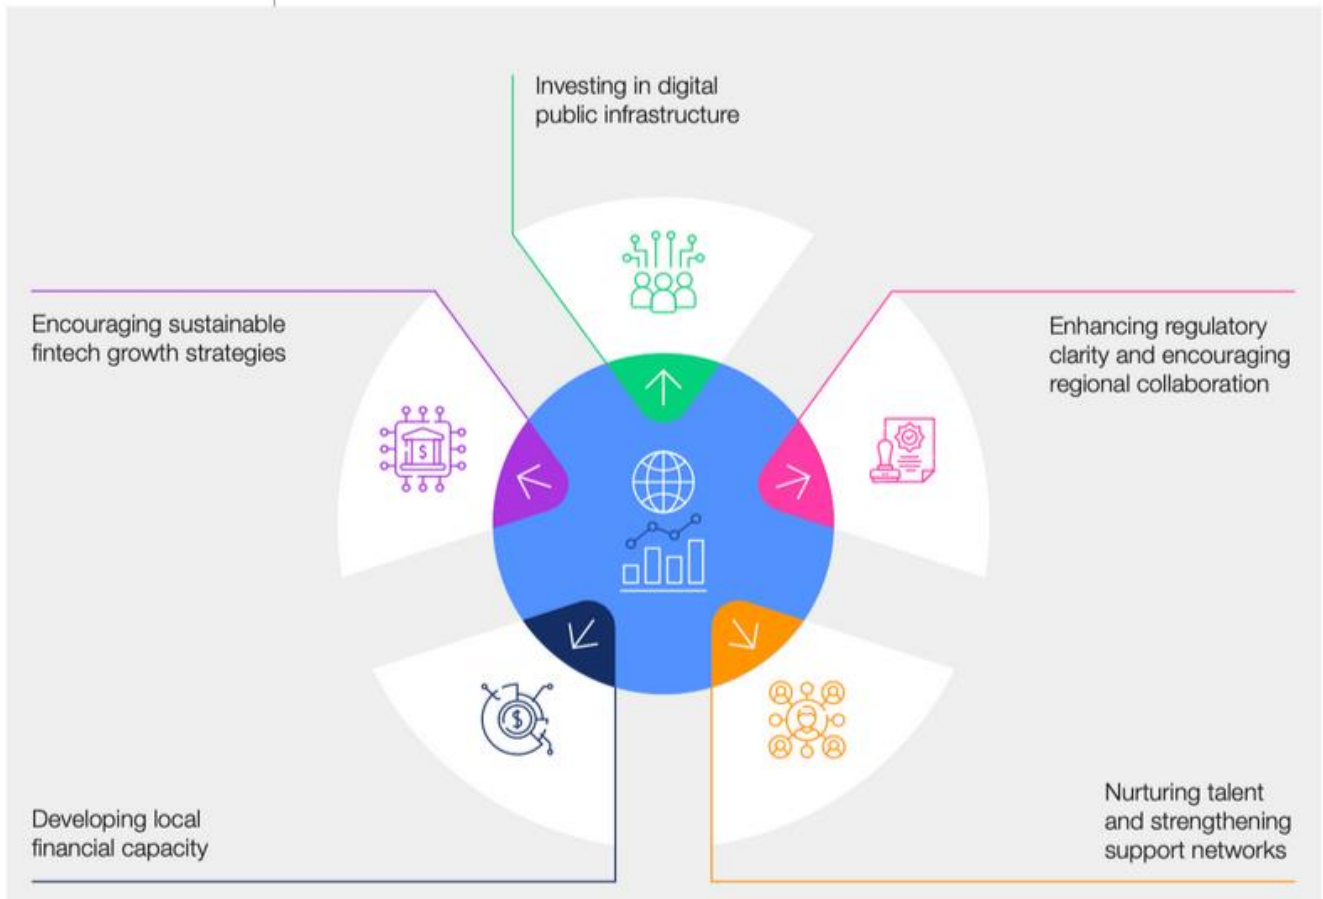 Investing in digital
public infrastructure
Encouraging sustainable
fintech growth strategies
Enhancing regulatory
clarity and encouraging
regional collaboration
$
$
Developing local
financial capacity
Nurturing talent
and strengthening
support networks